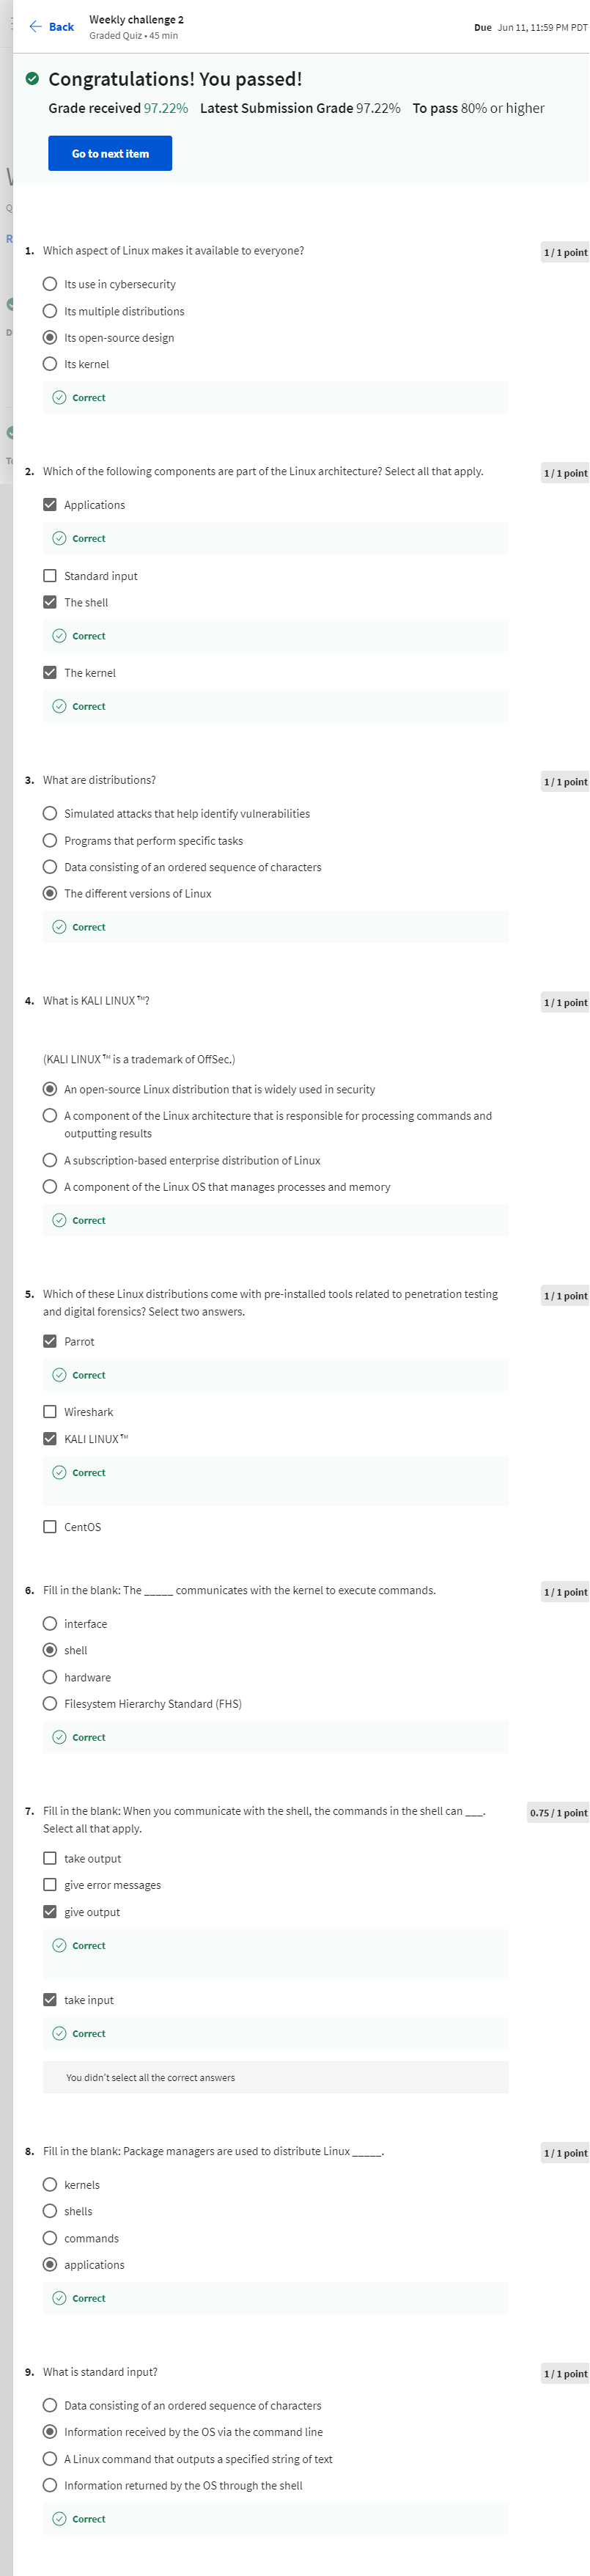 Back
Weekly challenge 2
Graded Quiz • 45 min
Due Jun 11, 11:59 PM PDT
Congratulations! You passed!
Grade received 97.22% Latest Submission Grade 97.22% To pass 80% or higher
Go to next item
1. Which aspect of Linux makes it available to everyone?
1 / 1 point
Its use in cybersecurity
Its multiple distributions
Its open-source design
Its kernel
Correct
2. Which of the following components are part of the Linux architecture? Select all that apply.
1 / 1 point
Applications
Correct
Standard input
The shell
Correct
The kernel
Correct
3. What are distributions?
1 / 1 point
Simulated attacks that help identify vulnerabilities
Programs that perform specific tasks
Data consisting of an ordered sequence of characters
The different versions of Linux
Correct
4. What is KALI LINUX ™?
1 / 1 point
(KALI LINUX ™ is a trademark of OffSec.)
An open-source Linux distribution that is widely used in security
A component of the Linux architecture that is responsible for processing commands and
outputting results
A subscription-based enterprise distribution of Linux
A component of the Linux OS that manages processes and memory
Correct
5. Which of these Linux distributions come with pre-installed tools related to penetration testing
and digital forensics? Select two answers.
1 / 1 point
Parrot
Correct
Wireshark
KALI LINUX ™
Correct
CentOS
6. Fill in the blank: The _____ communicates with the kernel to execute commands.
1 / 1 point
interface
shell
hardware
Filesystem Hierarchy Standard (FHS)
Correct
7. Fill in the blank: When you communicate with the shell, the commands in the shell can ___.
Select all that apply.
0.75 / 1 point
take output
give error messages
give output
Correct
take input
Correct
You didn't select all the correct answers
8. Fill in the blank: Package managers are used to distribute Linux _____.
1 / 1 point
kernels
shells
commands
applications
Correct
9. What is standard input?
1 / 1 point
Data consisting of an ordered sequence of characters
Information received by the OS via the command line
A Linux command that outputs a specified string of text
Information returned by the OS through the shell
Correct